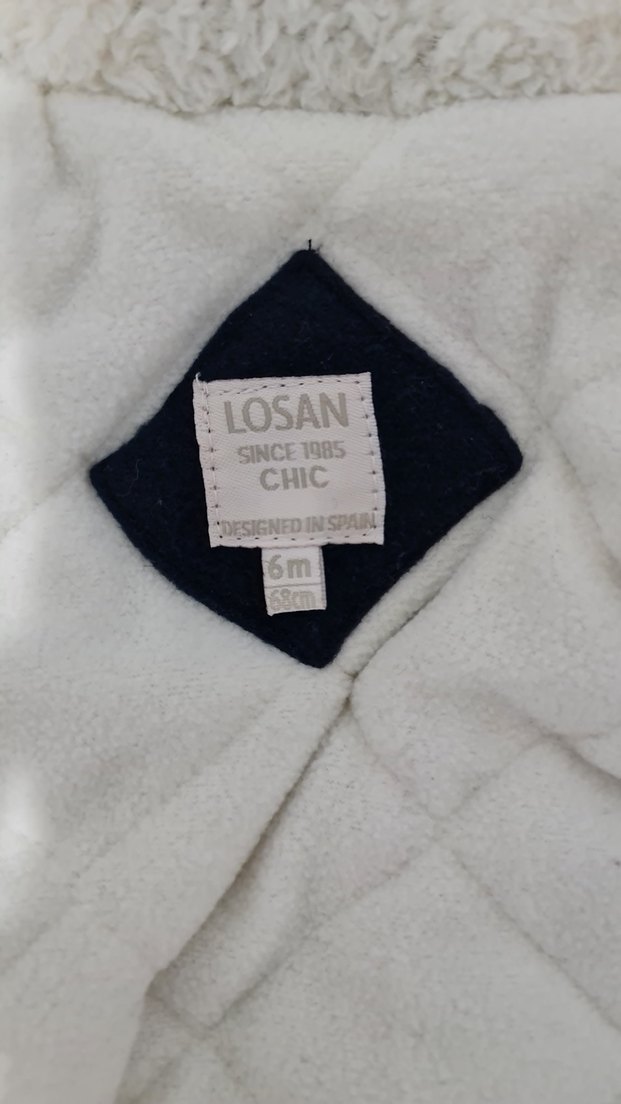 LOSAN
SINCE 1985
CHIC
DESIGNED IN SPAIN
6m
68cm